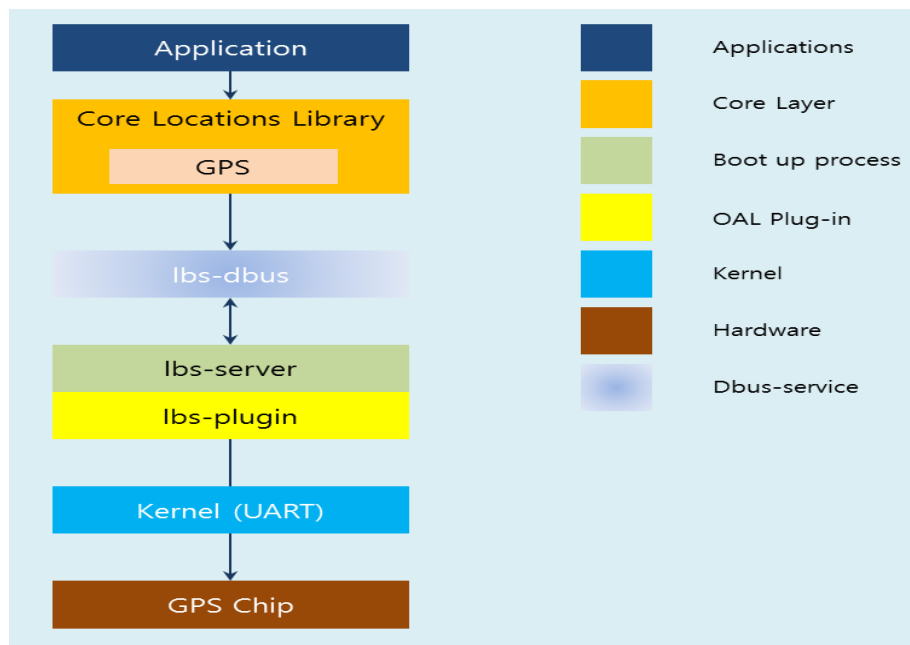 Application
Core Locations Library
GPS
lbs-dbus
lbs-server
lbs-plugin
Kernel (UART)
GPS Chip
Applications
Core Layer
Boot up process
OAL Plug-in
Kernel
Hardware
Dbus-service